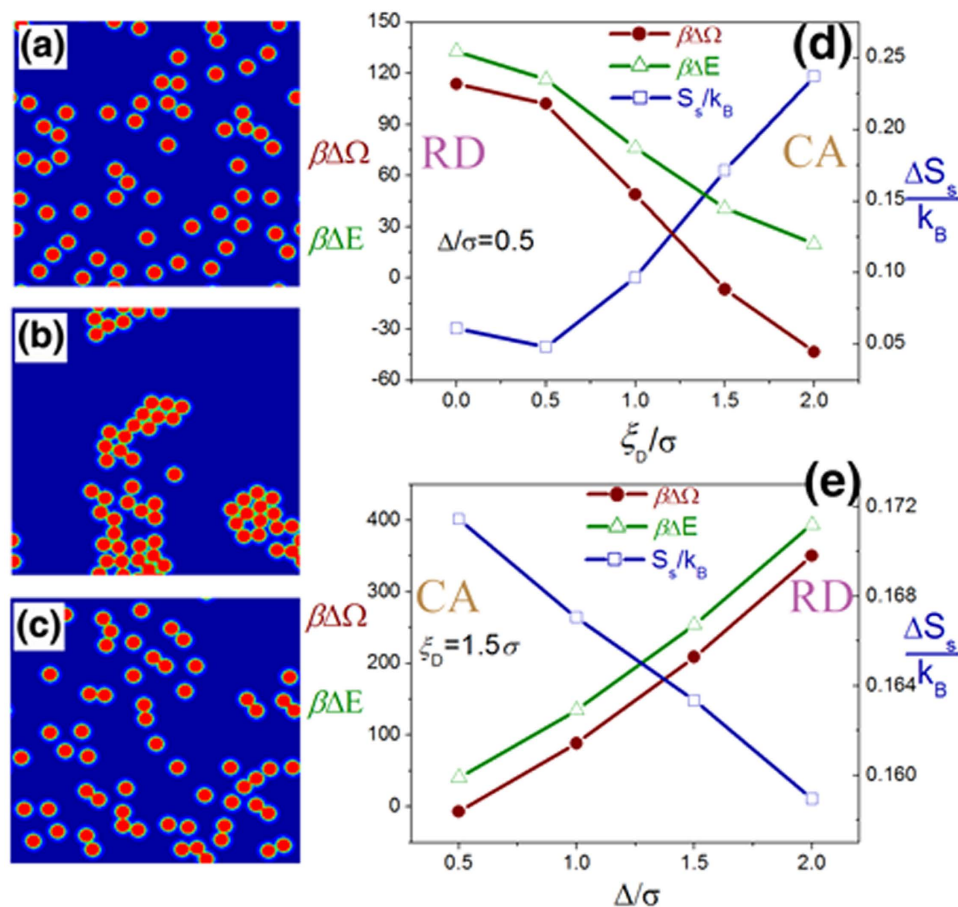 (a)
(b)
(c)
βΔΩ
βΔE
150
120
90
60
30
0
-30
-60
βΔΩ
βΔE
S_s/k_B
(d)
RD
CA
Δ/σ=0.5
0.25
0.20
0.15
0.10
0.05
ΔS_s
k_B
0.0
0.5
1.0
1.5
2.0
ξ_D/σ
βΔΩ
βΔE
400
300
200
100
0
βΔΩ
βΔE
S_s/k_B
(e)
CA
RD
ξ_D=1.5σ
0.172
0.168
0.164
0.160
ΔS_s
k_B
0.5
1.0
1.5
2.0
Δ/σ